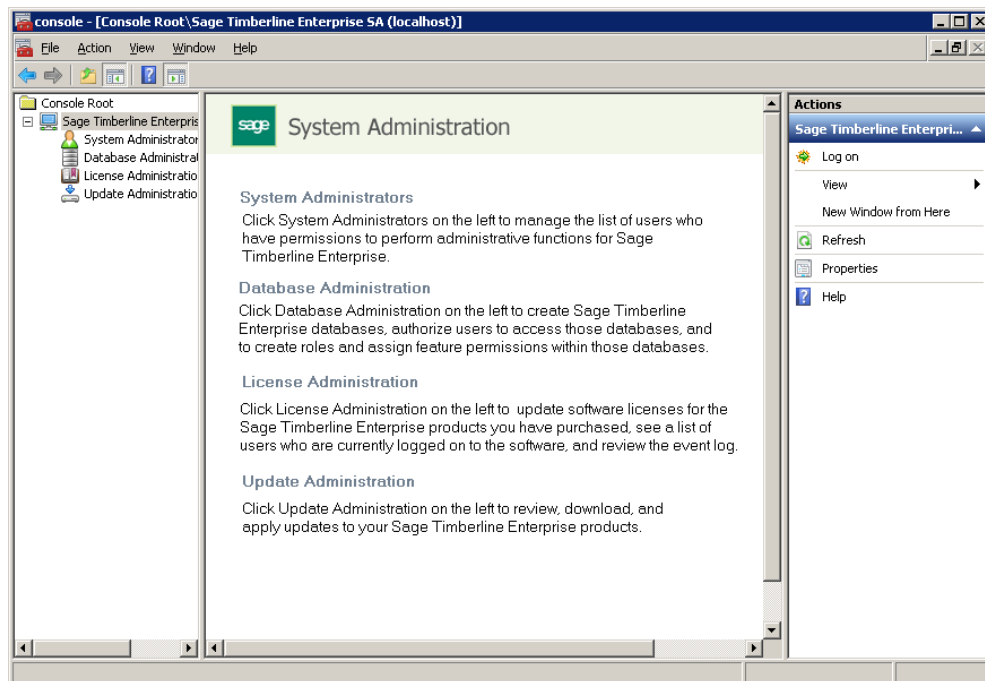 console - [Console Root\Sage Timberline Enterprise SA (localhost)]
File Action View Window Help
Console Root
Sage Timberline Enterpris
System Administrator
Database Administral
License Administratio
Update Administratio
sage System Administration
System Administrators
Click System Administrators on the left to manage the list of users who
have permissions to perform administrative functions for Sage
Timberline Enterprise.
Database Administration
Click Database Administration on the left to create Sage Timberline
Enterprise databases, authorize users to access those databases, and
to create roles and assign feature permissions within those databases.
License Administration
Click License Administration on the left to update software licenses for the
Sage Timberline Enterprise products you have purchased, see a list of
users who are currently logged on to the software, and review the event log.
Update Administration
Click Update Administration on the left to review, download, and
apply updates to your Sage Timberline Enterprise products.
Actions
Sage Timberline Enterpri...
Log on
View
New Window from Here
Refresh
Properties
Help